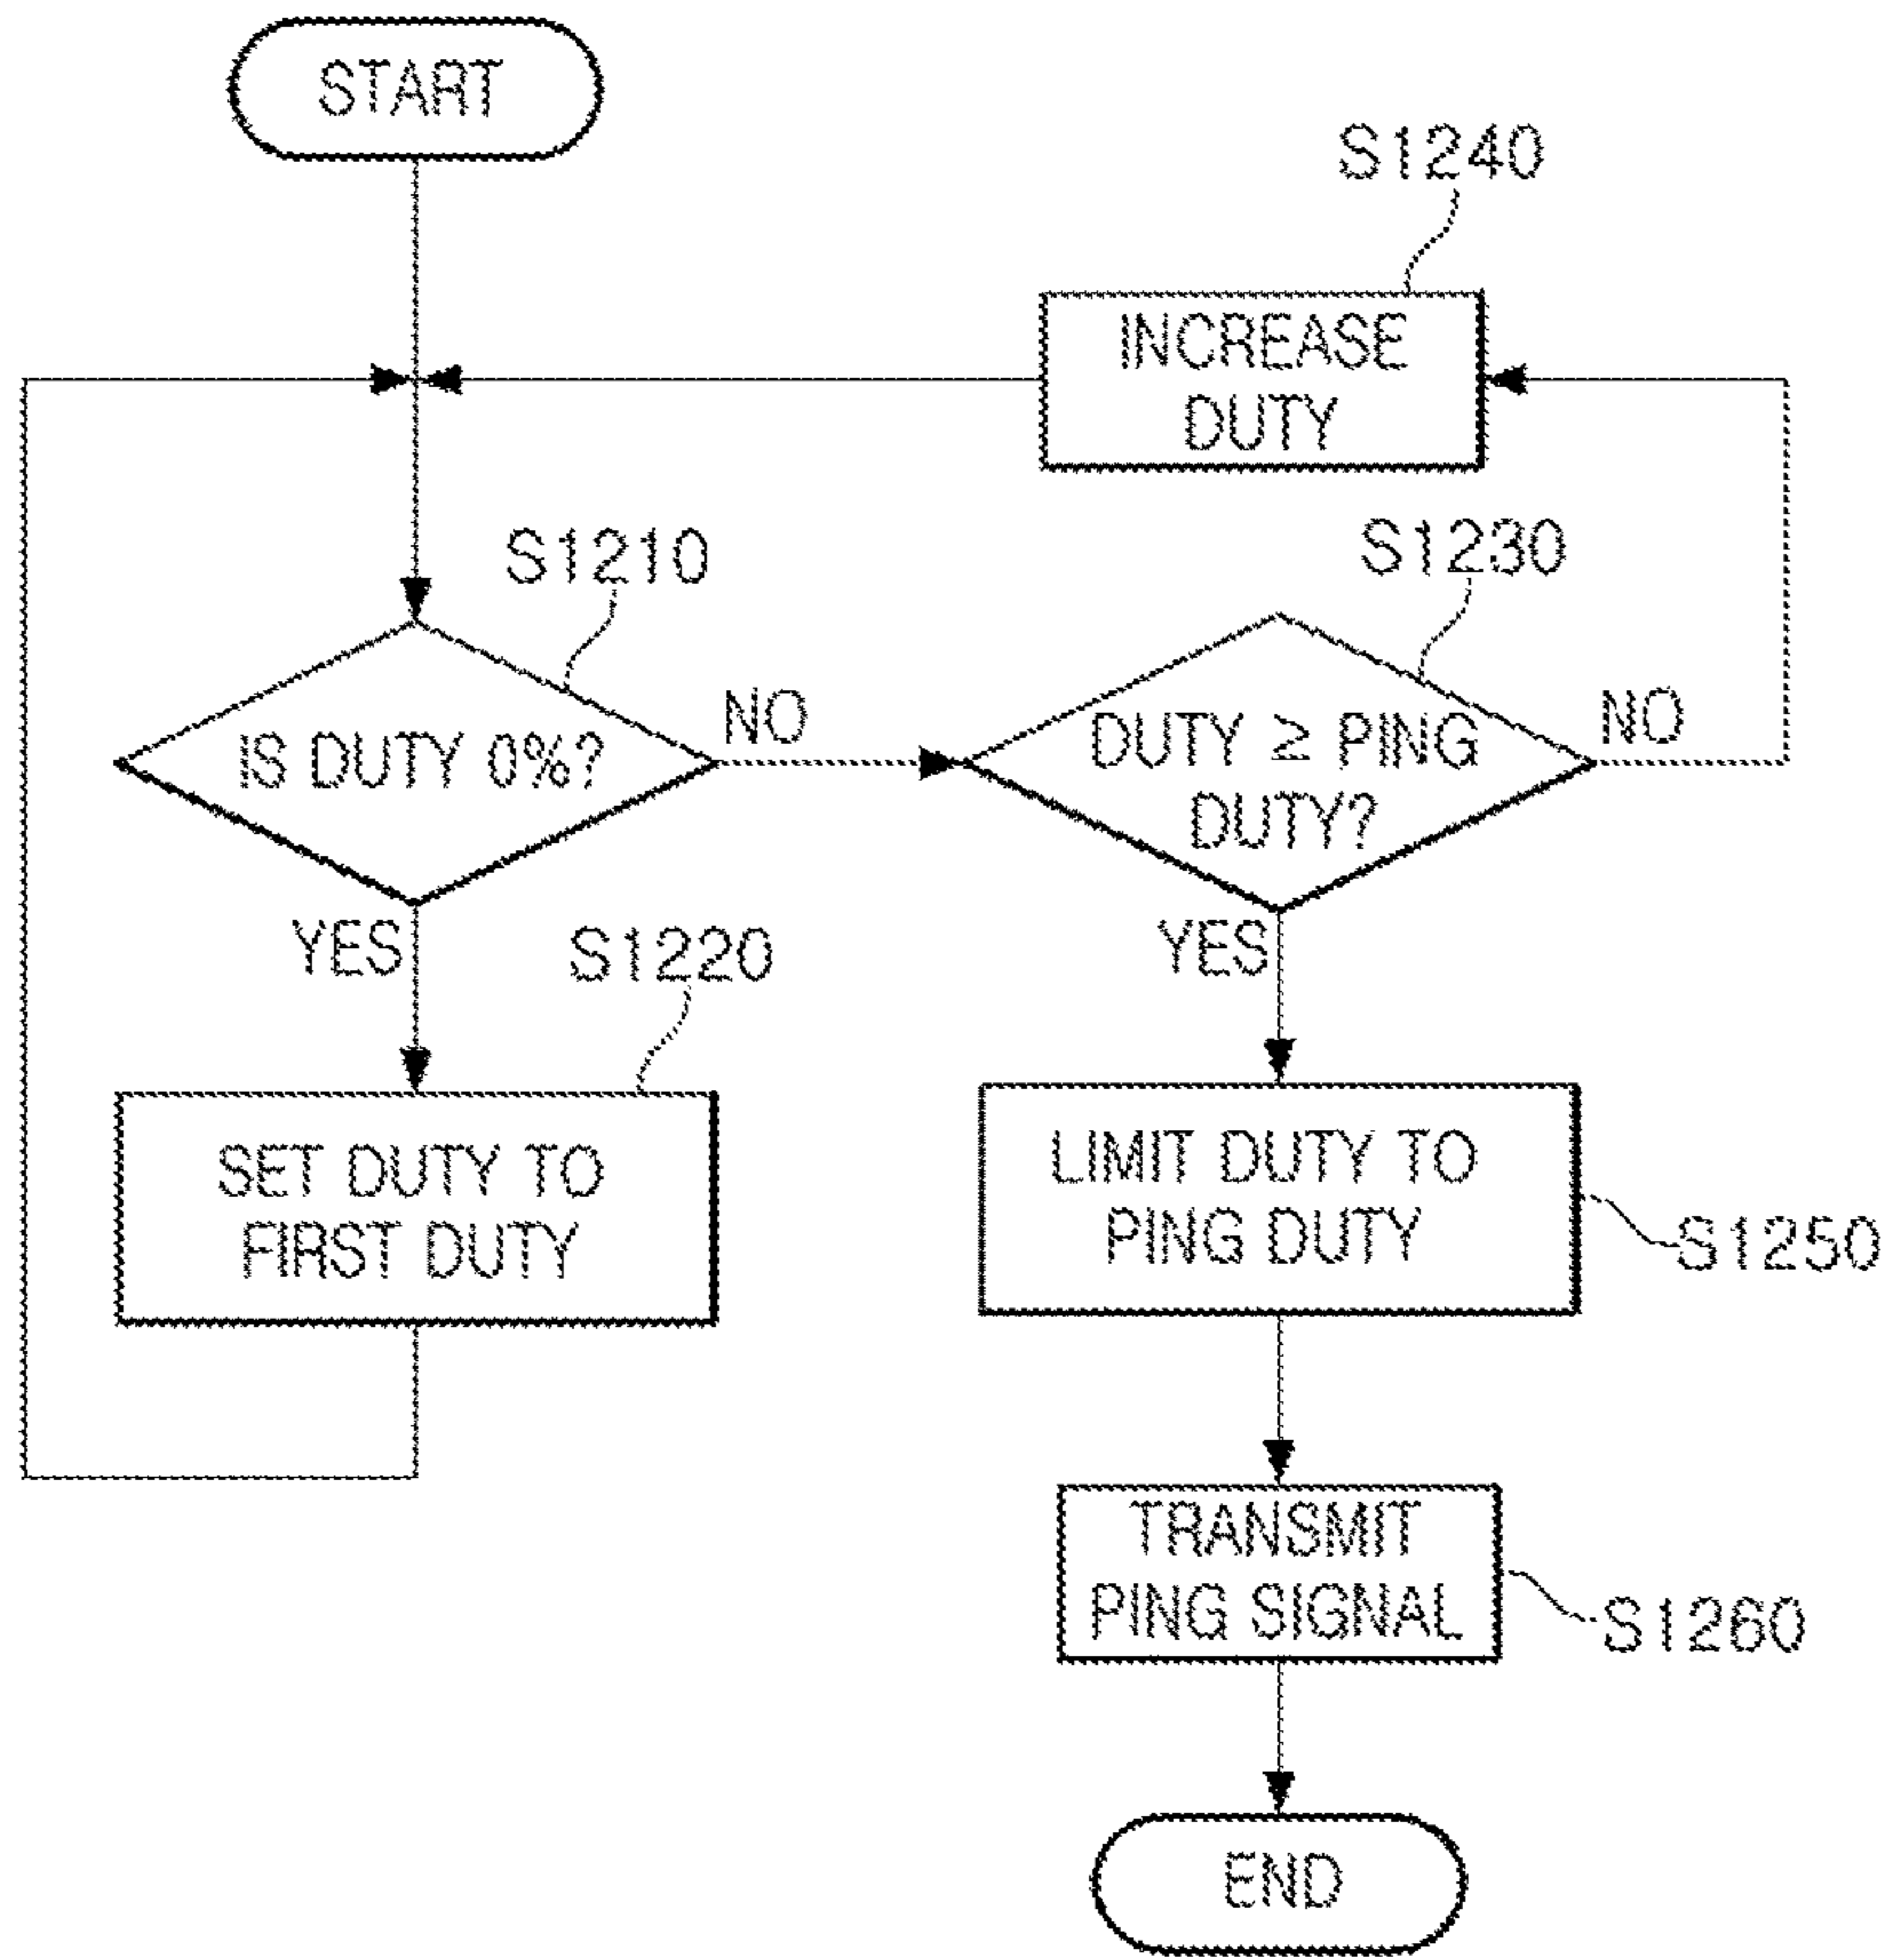 START
S1240
INCREASE
DUTY
S1210
S1230
IS DUTY 0%?
NO
DUTY ≥ PING
DUTY?
NO
YES
S1220
YES
SET DUTY TO
FIRST DUTY
LIMIT DUTY TO
PING DUTY
S1250
TRANSMIT
PING SIGNAL
S1260
END